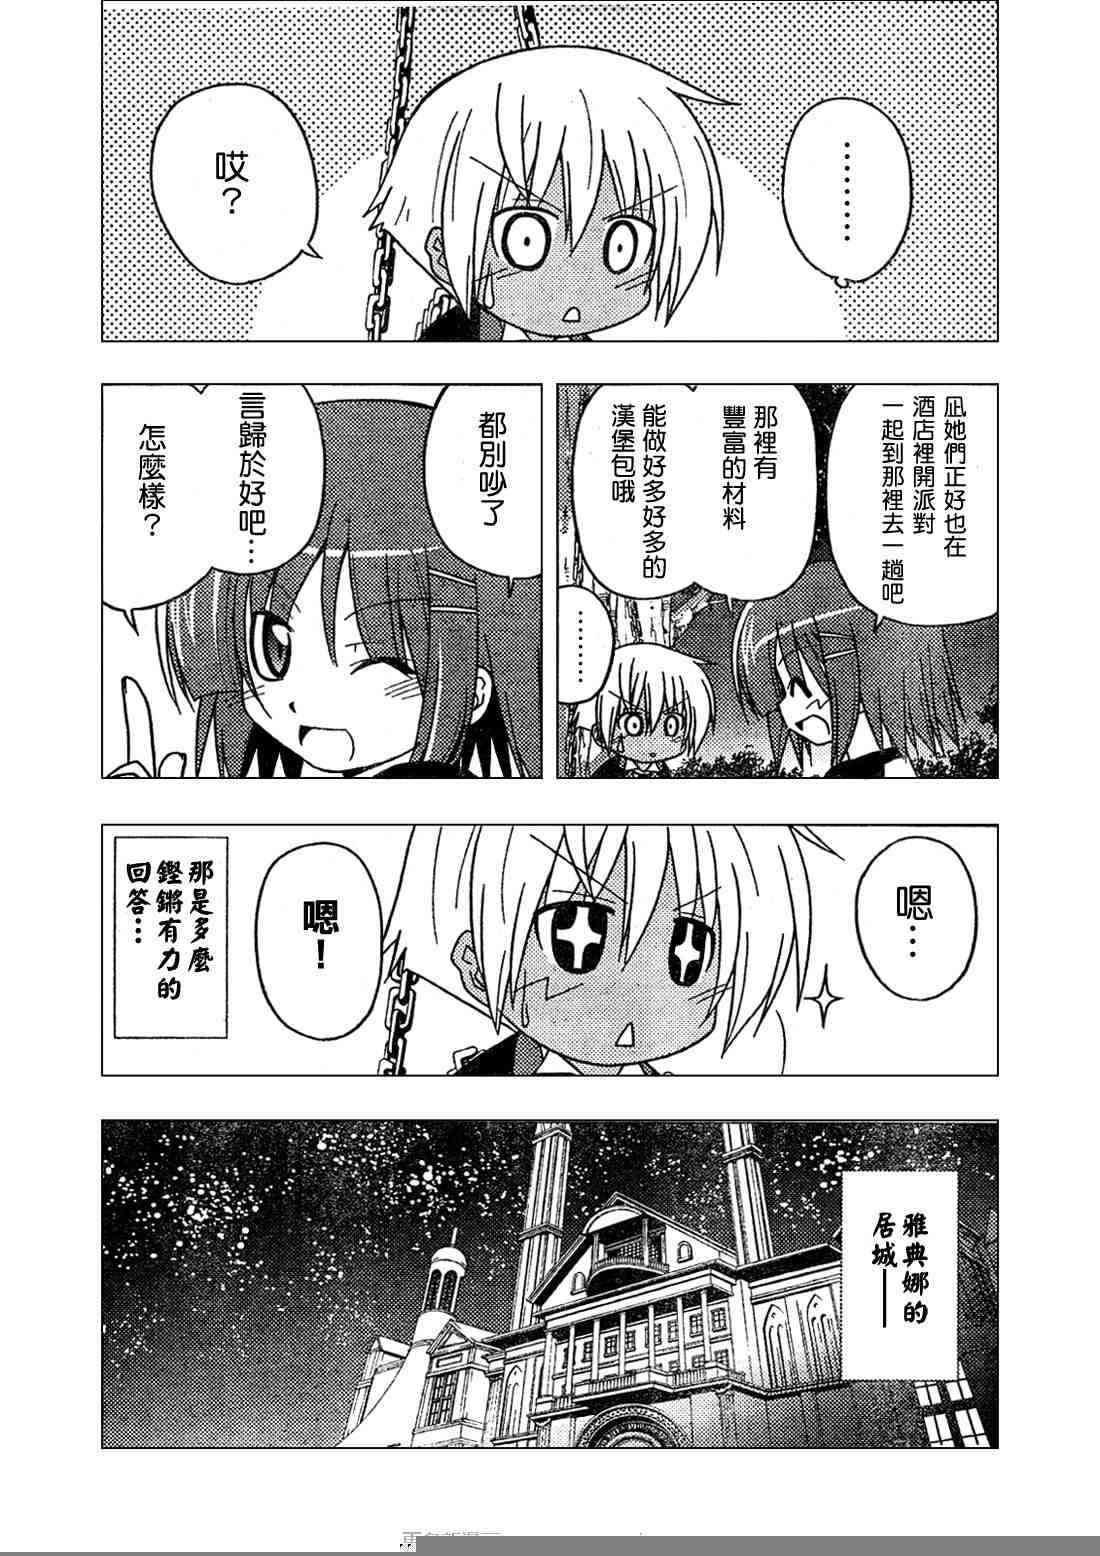 ⋯⋯⋯
哎？
凪她們正好也在
酒店裡開派對
一起到那裡去一趟吧
那裡有
豐富的材料
能做好多好多的
漢堡包哦
⋯⋯
都別吵了
言歸於好吧⋯
怎麼樣？
嗯⋯
嗯！
那是多麼
鏗鏘有力的
回答⋯
雅典娜的
居城——